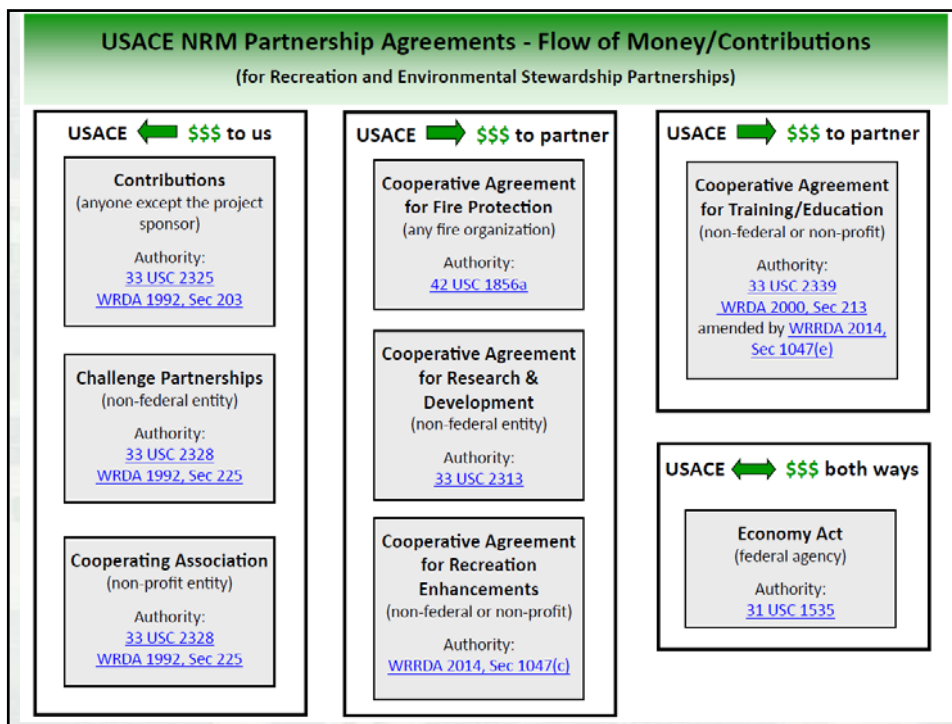 USACE NRM Partnership Agreements - Flow of Money/Contributions
(for Recreation and Environmental Stewardship Partnerships)
USACE $$$ to us
Contributions
(anyone except the project
sponsor)
Authority:
33 USC 2325
WRDA 1992, Sec 203
Challenge Partnerships
(non-federal entity)
Authority:
33 USC 2328
WRDA 1992, Sec 225
Cooperating Association
(non-profit entity)
Authority:
33 USC 2328
WRDA 1992, Sec 225
USACE $$$ to partner
Cooperative Agreement
for Fire Protection
(any fire organization)
Authority:
42 USC 1856a
Cooperative Agreement
for Research &
Development
(non-federal entity)
Authority:
33 USC 2313
Cooperative Agreement
for Recreation
Enhancements
(non-federal or non-profit)
Authority:
WRRDA 2014, Sec 1047(c)
USACE $$$ to partner
Cooperative Agreement
for Training/Education
(non-federal or non-profit)
Authority:
33 USC 2339
WRDA 2000, Sec 213
amended by WRRDA 2014,
Sec 1047(e)
USACE $$$ both ways
Economy Act
(federal agency)
Authority:
31 USC 1535